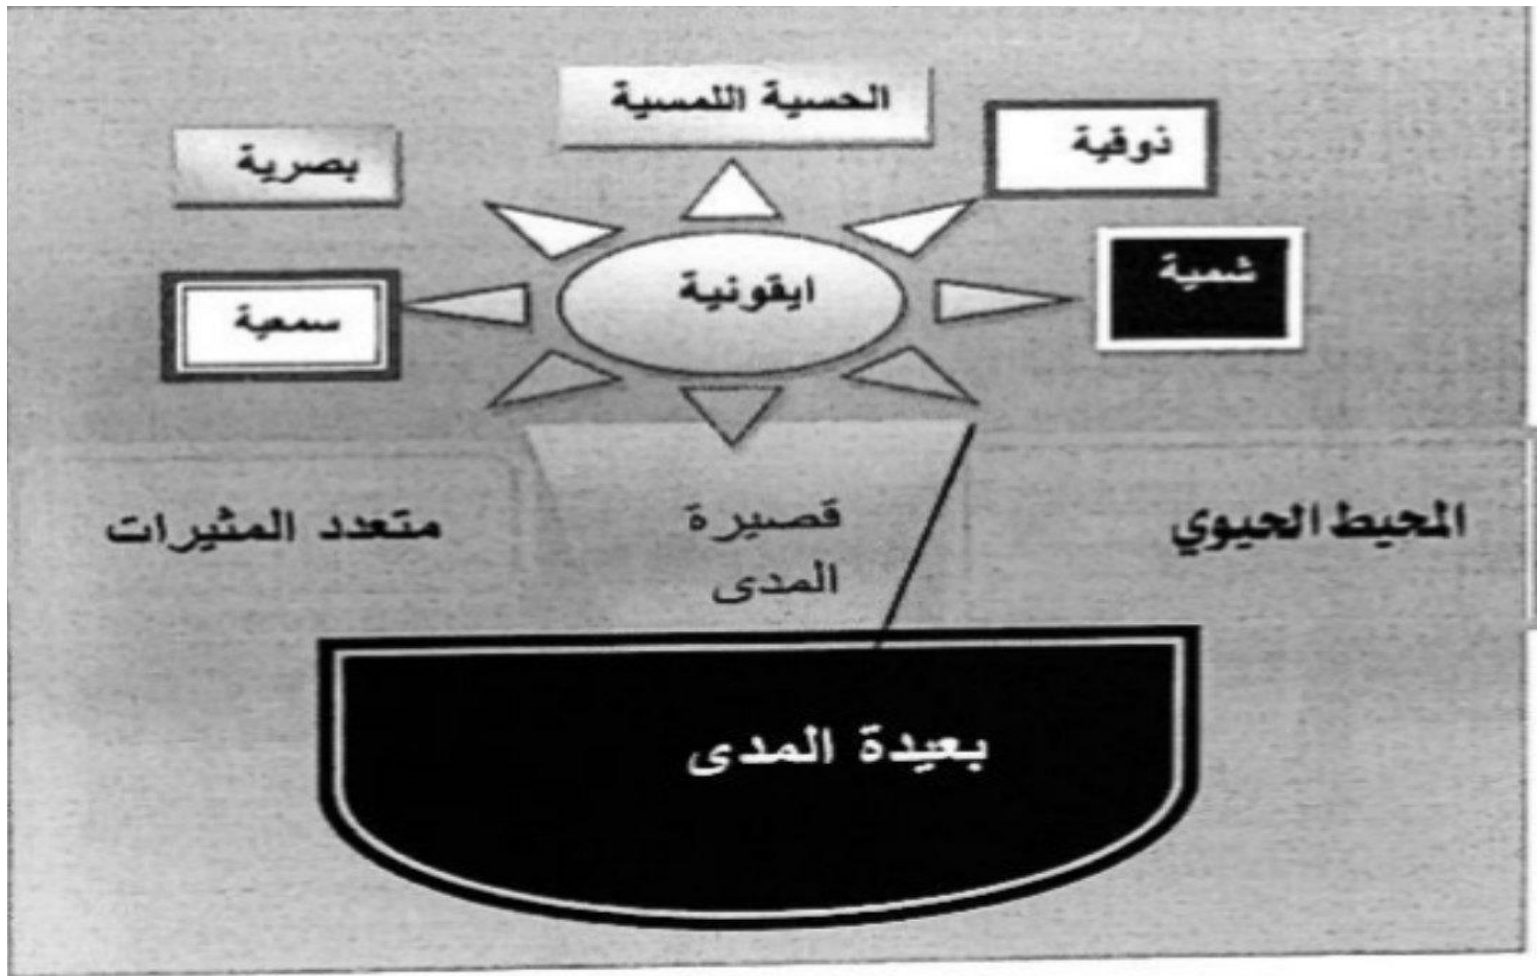 الحسية اللمسية
ذوقية
بصرية
شمية
ايقونية
سمعية
المحيط الحيوي
قصيرة
المدى
متعدد المثيرات
بعيدة المدى